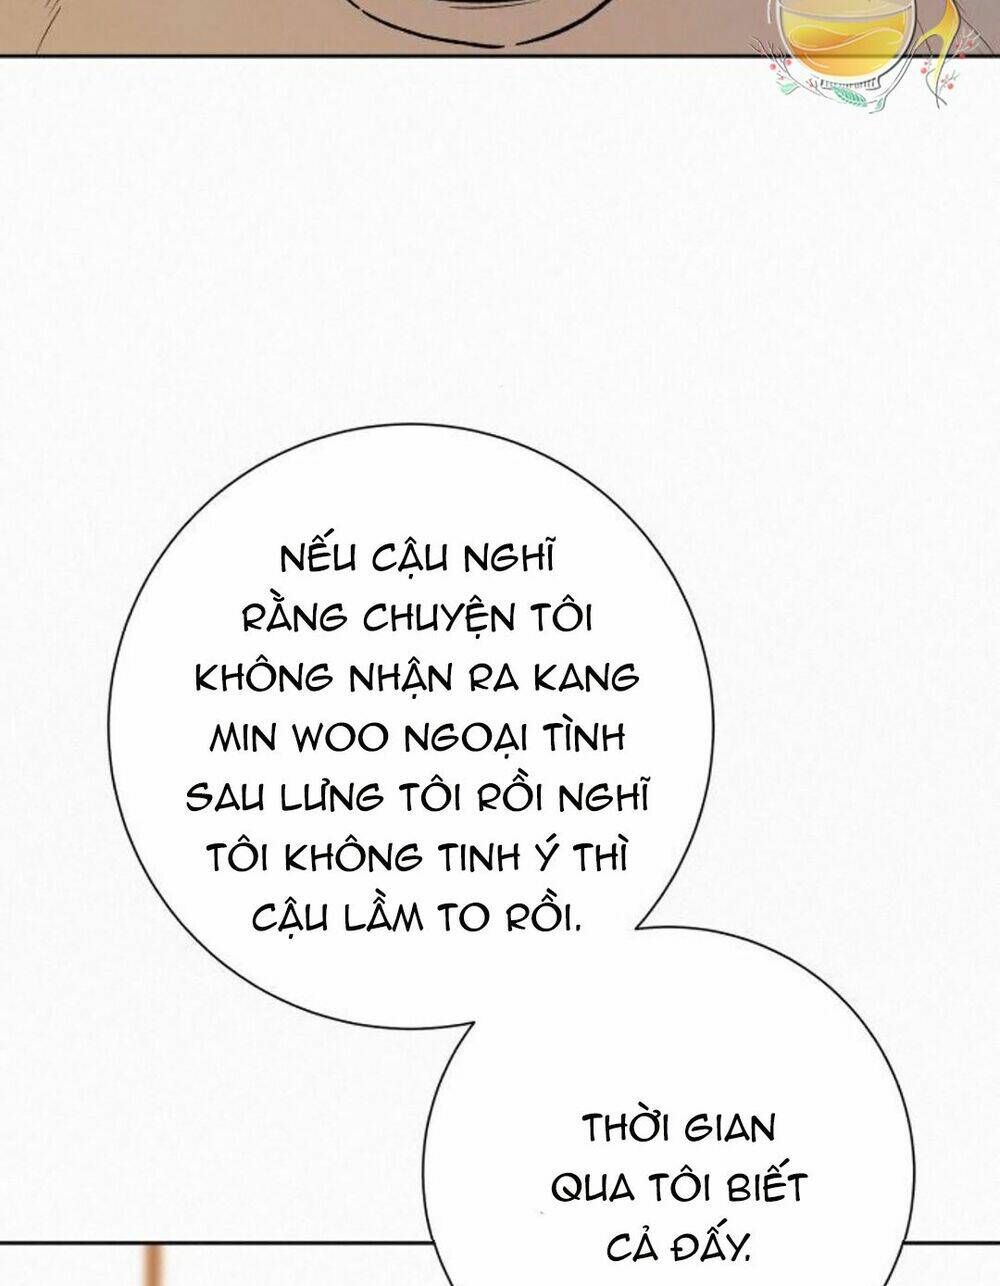 NẾU CẬU NGHĨ
RẰNG CHUYỆN TÔI
KHÔNG NHẬN RA KANG
MIN WOO NGOẠI TÌNH
SAU LƯNG TÔI RỒI NGHĨ
TÔI KHÔNG TINH Ý THÌ
CẬU LẦM TO RỒI.
THỜI GIAN
QUA TÔI BIẾT
CẢ ĐẤY.